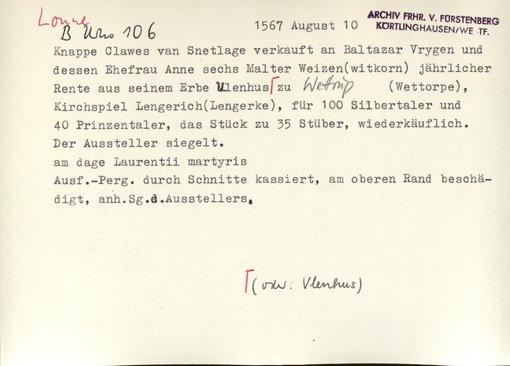 Lonne
B Uro 106
1567 August 10
ARCHIV FRHR. V. FÜRSTENBERG
KÖRTLINGHAUSEN/WESTF.
Knappe Clawes van Snetlage verkauft an Baltazar Vrygen und
dessen Ehefrau Anne sechs Malter Weizen(witkorn) jährlicher
Rente aus seinem Erbe Ulenhus⌈zu Wettrup (Wettorpe),
Kirchspiel Lengerich(Lengerke), für 100 Silbertaler und
40 Prinzentaler, das Stück zu 35 Stüber, wiederkäuflich.
Der Aussteller siegelt.
am dage Laurentii martyris
Ausf.-Perg. durch Schnitte kassiert, am oberen Rand beschä-
digt, anh.Sg.d.Ausstellers.
⌈(oder: Vlenhus)